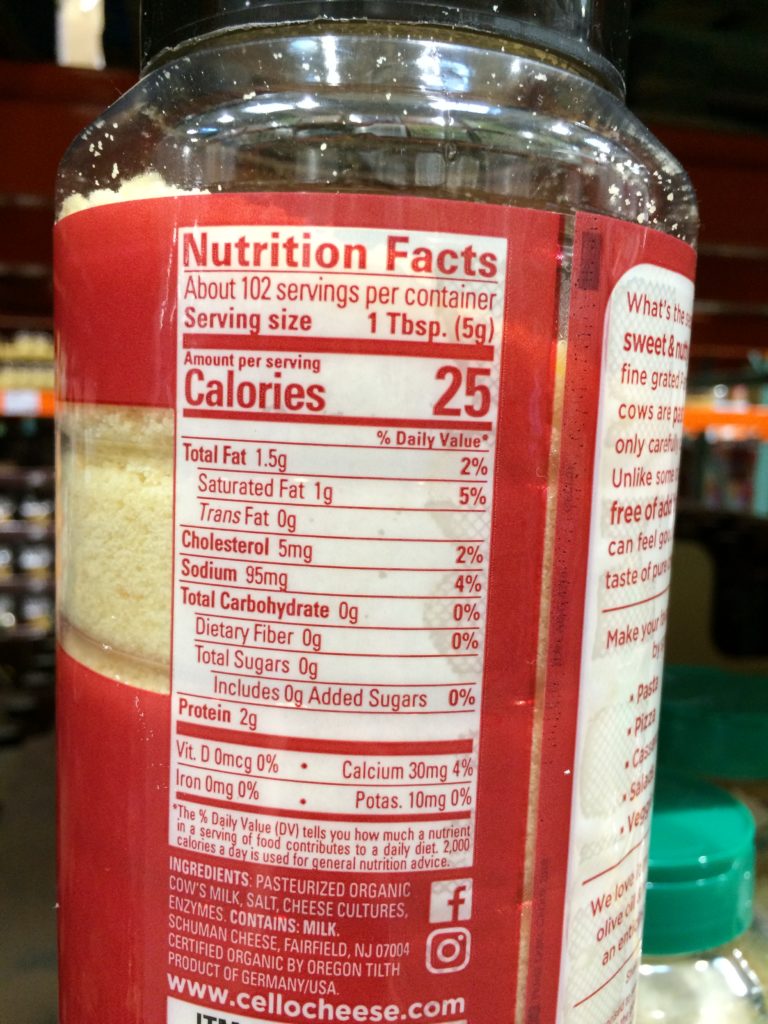 Nutrition Facts
About 102 servings per container
Serving size 1 Tbsp. (5g)
Amount per serving
Calories 25
% Daily Value*
Total Fat 1.5g 2%
Saturated Fat 1g 5%
Trans Fat 0g
Cholesterol 5mg 2%
Sodium 95mg 4%
Total Carbohydrate 0g 0%
Dietary Fiber 0g 0%
Total Sugars 0g
Includes 0g Added Sugars 0%
Protein 2g
Vit. D 0mcg 0% • Calcium 30mg 4%
Iron 0mg 0% • Potas. 10mg 0%
*The % Daily Value (DV) tells you how much a nutrient
in a serving of food contributes to a daily diet. 2,000
calories a day is used for general nutrition advice.
INGREDIENTS: PASTEURIZED ORGANIC
COW'S MILK, SALT, CHEESE CULTURES,
ENZYMES. CONTAINS: MILK.
SCHUMAN CHEESE, FAIRFIELD, NJ 07004
CERTIFIED ORGANIC BY OREGON TILTH
PRODUCT OF GERMANY/USA.
www.cellocheese.com
What's the
sweet &
fine grated
cows are
only
Unlike some
free of
can feel
taste of
Make your
by
• Pasta
• Pizza
•
•
•
We love
olive oil
an